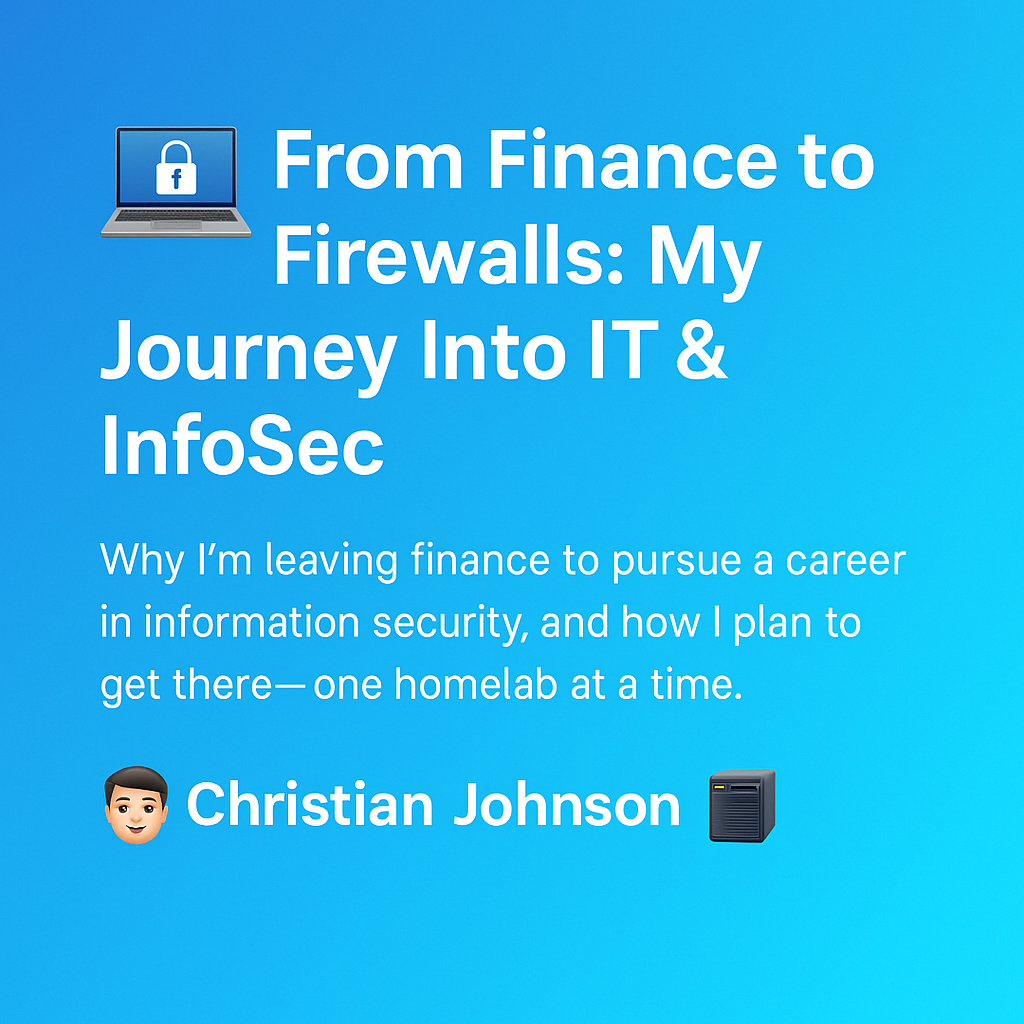 From Finance to
Firewalls: My
Journey Into IT &
InfoSec
Why I’m leaving finance to pursue a career
in information security, and how I plan to
get there—one homelab at a time.
Christian Johnson